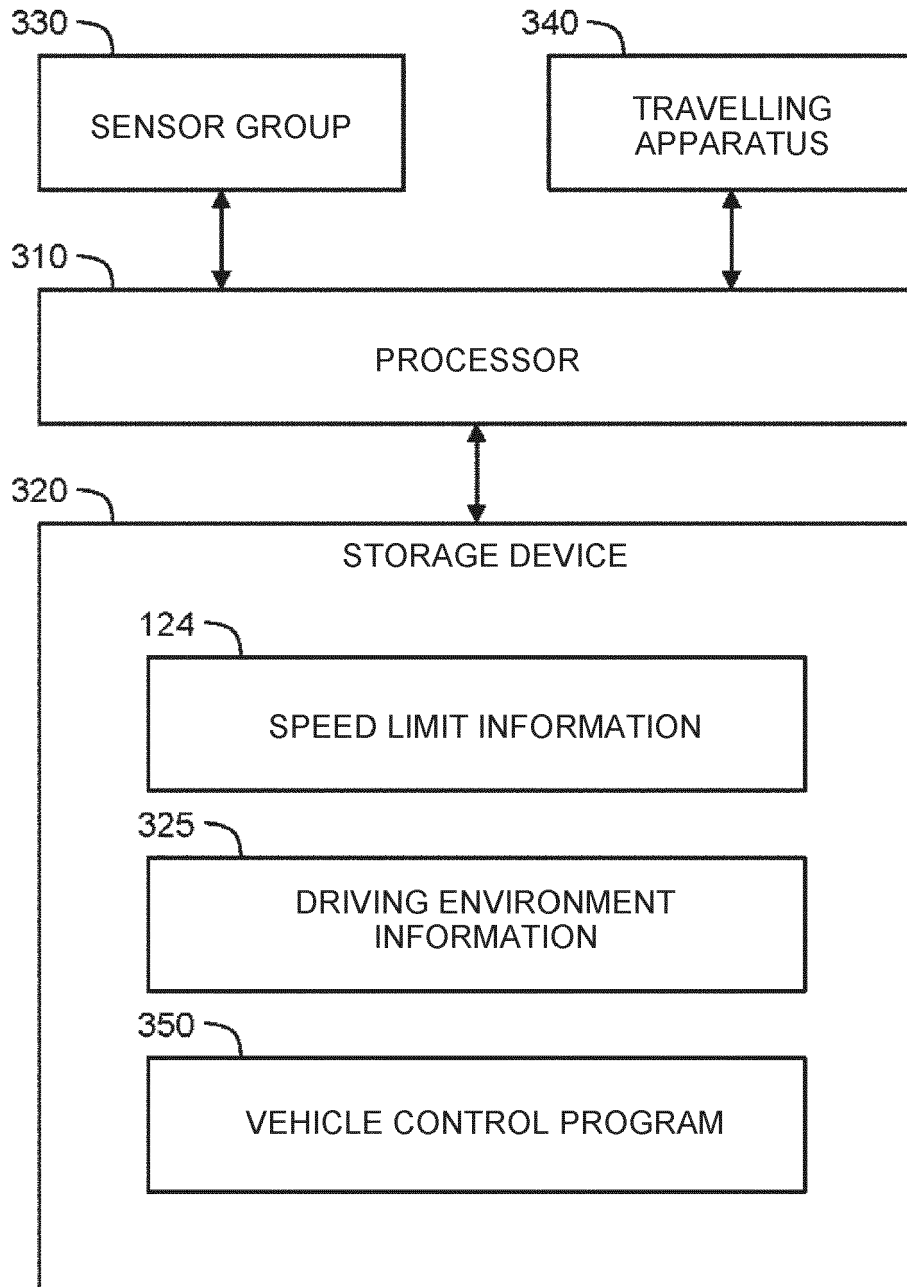 330
340
SENSOR GROUP
TRAVELLING
APPARATUS
310
PROCESSOR
320
STORAGE DEVICE
124
SPEED LIMIT INFORMATION
325
DRIVING ENVIRONMENT
INFORMATION
350
VEHICLE CONTROL PROGRAM